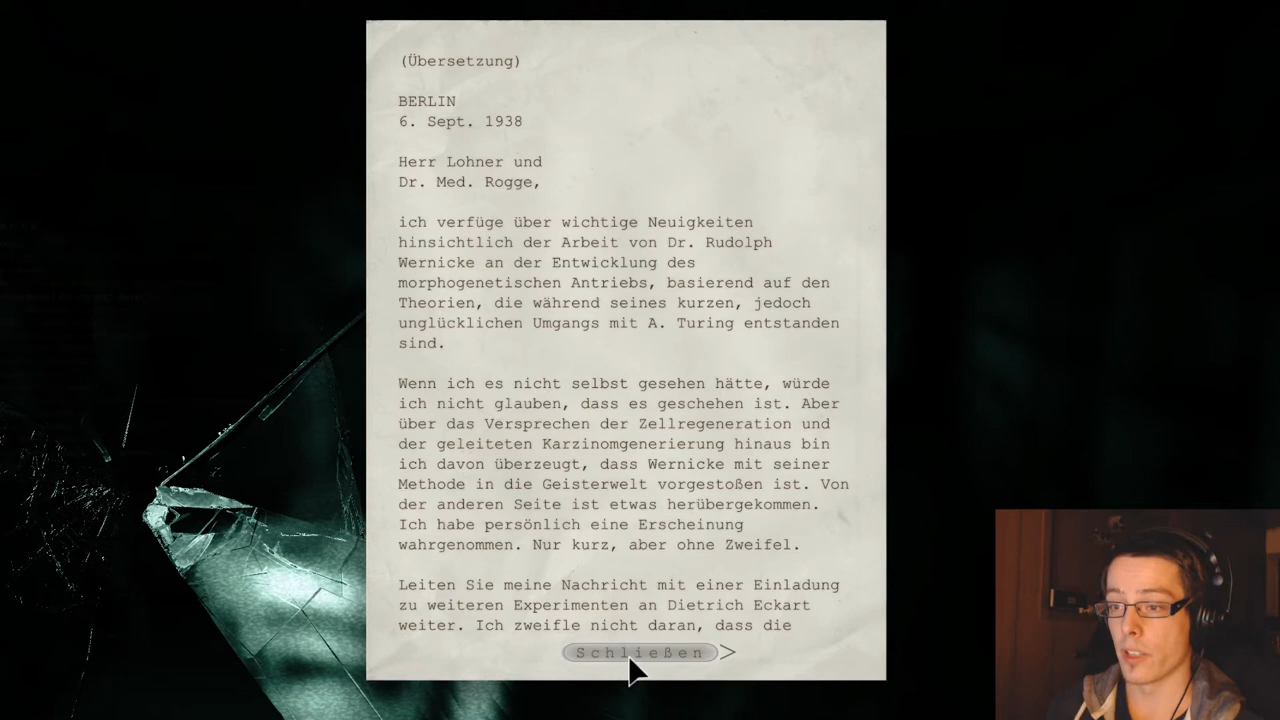 (Übersetzung)
BERLIN
6. Sept. 1938
Herr Lohner und
Dr. Med. Rogge,
ich verfüge über wichtige Neuigkeiten
hinsichtlich der Arbeit von Dr. Rudolph
Wernicke an der Entwicklung des
morphogenetischen Antriebs, basierend auf den
Theorien, die während seines kurzen, jedoch
unglücklichen Umgangs mit A. Turing entstanden
sind.
Wenn ich es nicht selbst gesehen hätte, würde
ich nicht glauben, dass es geschehen ist. Aber
über das Versprechen der Zellregeneration und
der geleiteten Karzinomgenerierung hinaus bin
ich davon überzeugt, dass Wernicke mit seiner
Methode in die Geisterwelt vorgestoßen ist. Von
der anderen Seite ist etwas herübergekommen.
Ich habe persönlich eine Erscheinung
wahrgenommen. Nur kurz, aber ohne Zweifel.
Leiten Sie meine Nachricht mit einer Einladung
zu weiteren Experimenten an Dietrich Eckart
weiter. Ich zweifle nicht daran, dass die
Schließen >